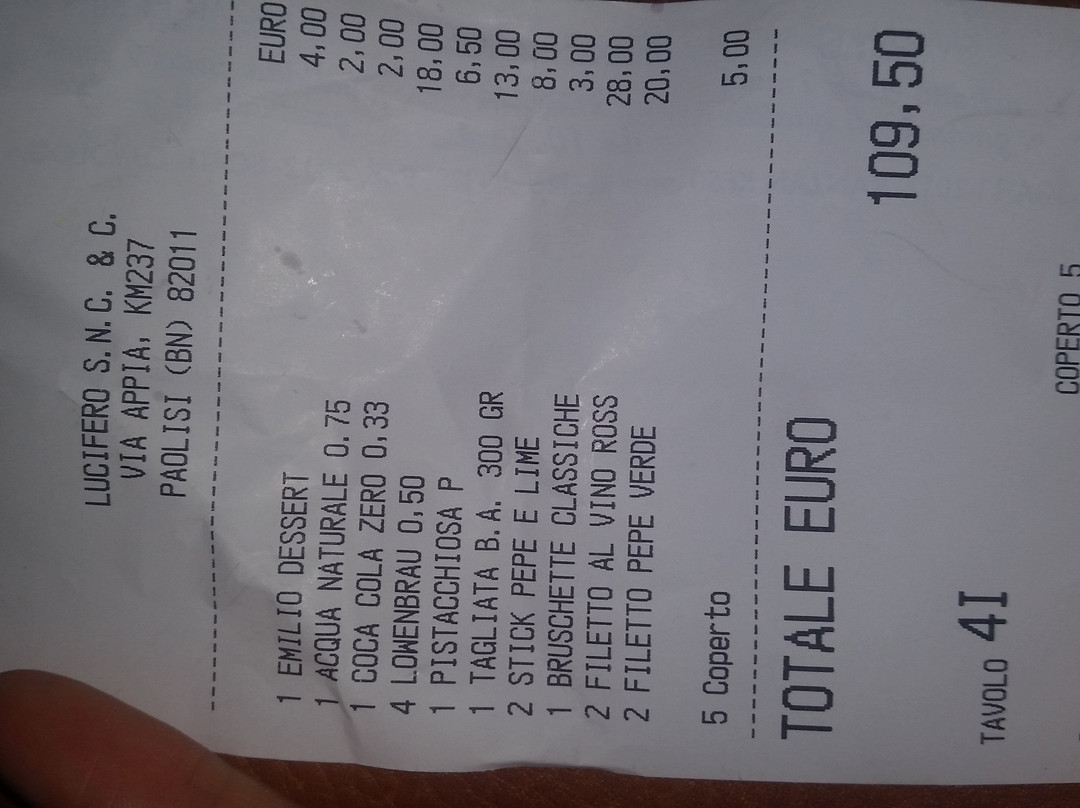 LUCIFERO S.N.C. & C.
VIA APPIA, KM237
PAOLISI (BN) 82011
EURO
1 EMILIO DESSERT 4,00
1 ACQUA NATURALE 0.75 2,00
1 COCA COLA ZERO 0,33 2,00
4 LOWENBRAU 0,50 18,00
1 PISTACCHIOSA P 6,50
1 TAGLIATA B.A. 300 GR 13,00
2 STICK PEPE E LIME 8,00
1 BRUSCHETTE CLASSICHE 3,00
2 FILETTO AL VINO ROSS 28,00
2 FILETTO PEPE VERDE 20,00
5 Coperto 5,00
TOTALE EURO 109,50
TAVOLO 4I
COPERTO 5